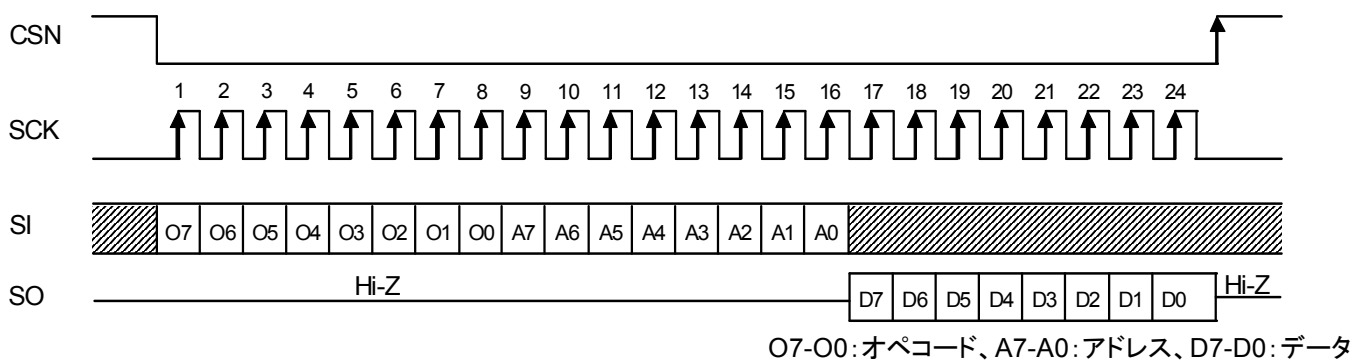 CSN
1 2 3 4 5 6 7 8 9 10 11 12 13 14 15 16 17 18 19 20 21 22 23 24
SCK
SI O7 O6 O5 O4 O3 O2 O1 O0 A7 A6 A5 A4 A3 A2 A1 A0
SO Hi-Z D7 D6 D5 D4 D3 D2 D1 D0 Hi-Z
O7-O0：オペコード、A7-A0：アドレス、D7-D0：データ